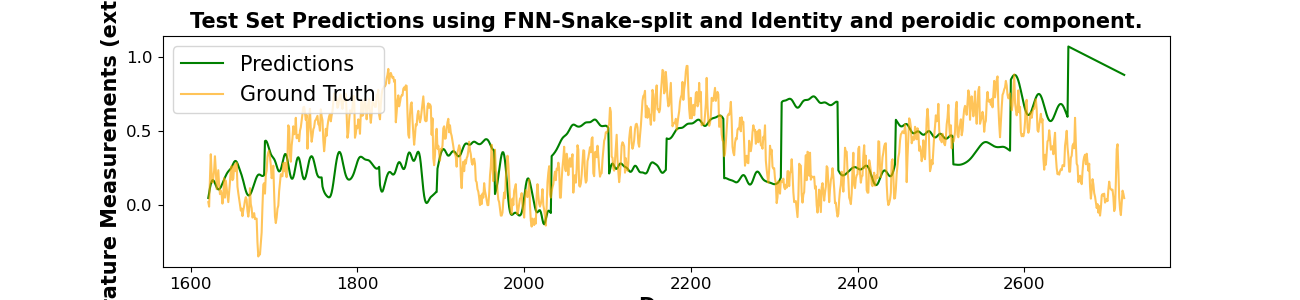 Test Set Predictions using FNN-Snake-split and Identity and peroidic component.
Predictions
Ground Truth
1.0
0.5
0.0
1600 1800 2000 2200 2400 2600
Measurements